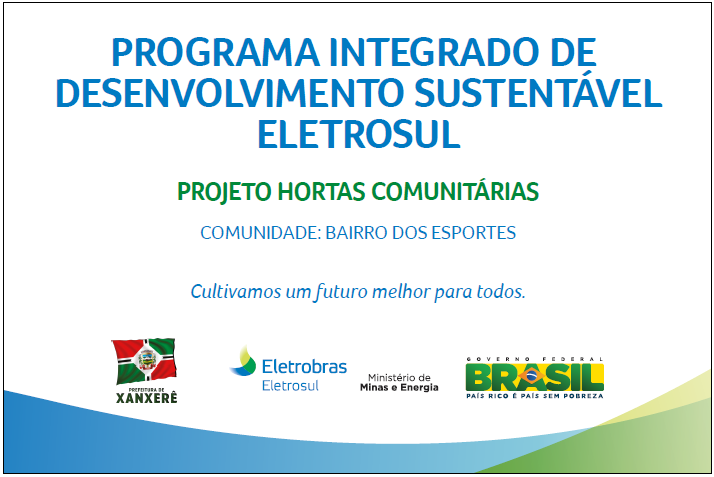 PROGRAMA INTEGRADO DE
DESENVOLVIMENTO SUSTENTÁVEL
ELETROSUL
PROJETO HORTAS COMUNITÁRIAS
COMUNIDADE: BAIRRO DOS ESPORTES
Cultivamos um futuro melhor para todos.
PREFEITURA DE
XANXERÊ
Eletrobras
Eletrosul
Ministério de
Minas e Energia
GOVERNO FEDERAL
BRASIL
PAÍS RICO É PAÍS SEM POBREZA